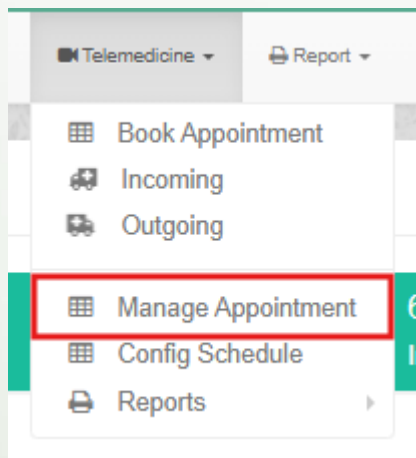 Telemedicine Report
Book Appointment
Incoming
Outgoing
Manage Appointment
Config Schedule
Reports